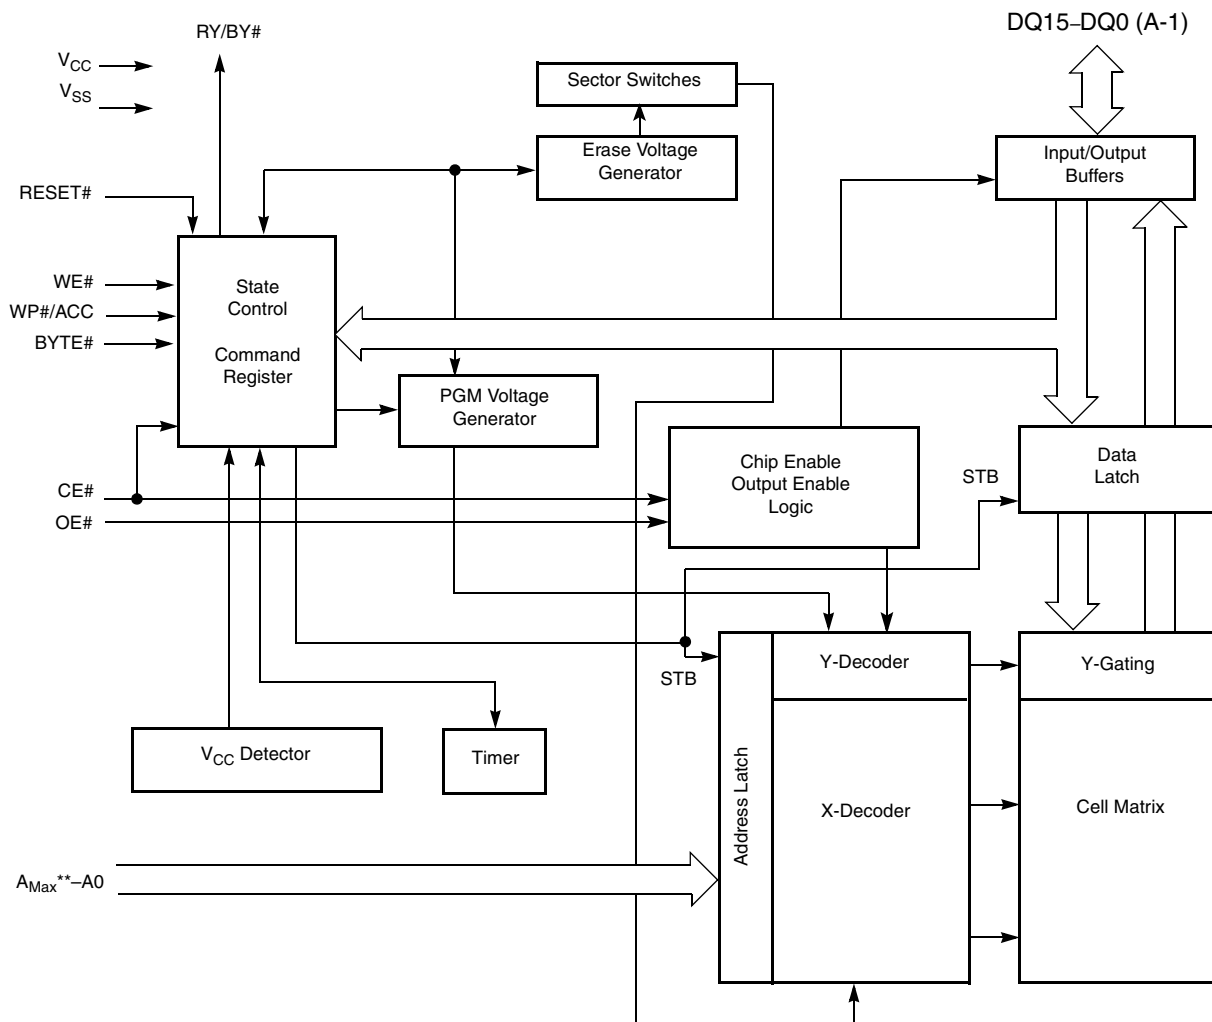 DQ15–DQ0 (A-1)
RY/BY#
VCC
VSS
Sector Switches
Erase Voltage
Generator
Input/Output
Buffers
RESET#
WE#
WP#/ACC
BYTE#
State
Control
Command
Register
PGM Voltage
Generator
Chip Enable
Output Enable
Logic
Data
Latch
STB
CE#
OE#
STB
Y-Decoder
Y-Gating
VCC Detector
Timer
Address Latch
X-Decoder
Cell Matrix
AMax**–A0